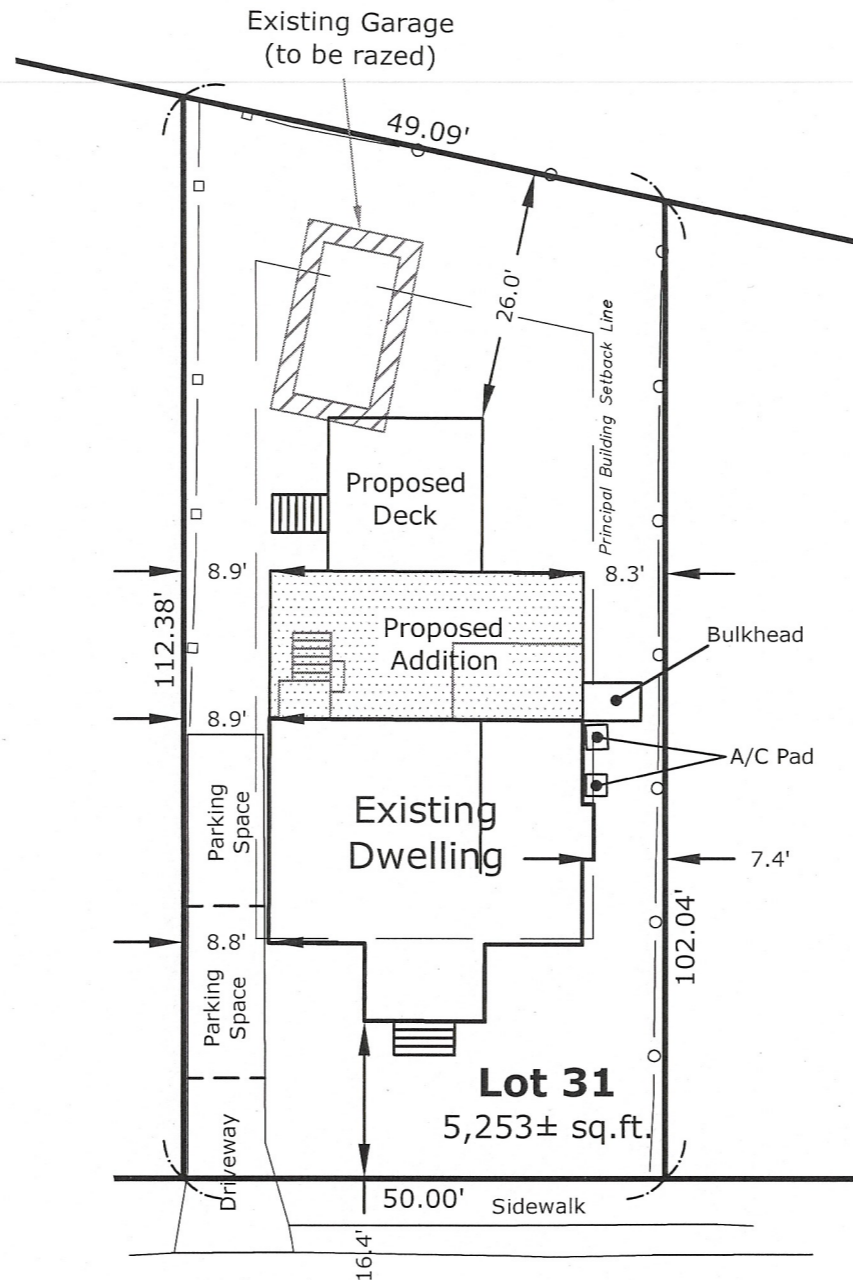 Existing Garage
(to be razed)
49.09'
26.0'
Principal Building Setback Line
Proposed
Deck
8.9'
8.3'
112.38'
Proposed
Addition
Bulkhead
8.9'
A/C Pad
Parking
Space
Existing
Dwelling
7.4'
102.04'
8.8'
Parking
Space
Lot 31
5,253± sq.ft.
Driveway
50.00'
Sidewalk
16.4'